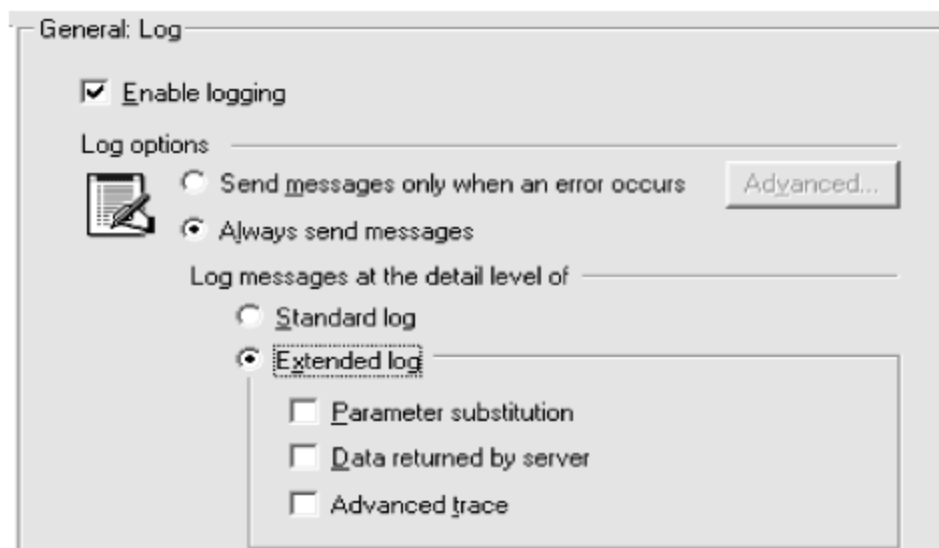 General: Log
Enable logging
Log options
Send messages only when an error occurs
Advanced...
Always send messages
Log messages at the detail level of
Standard log
Extended log
Parameter substitution
Data returned by server
Advanced trace